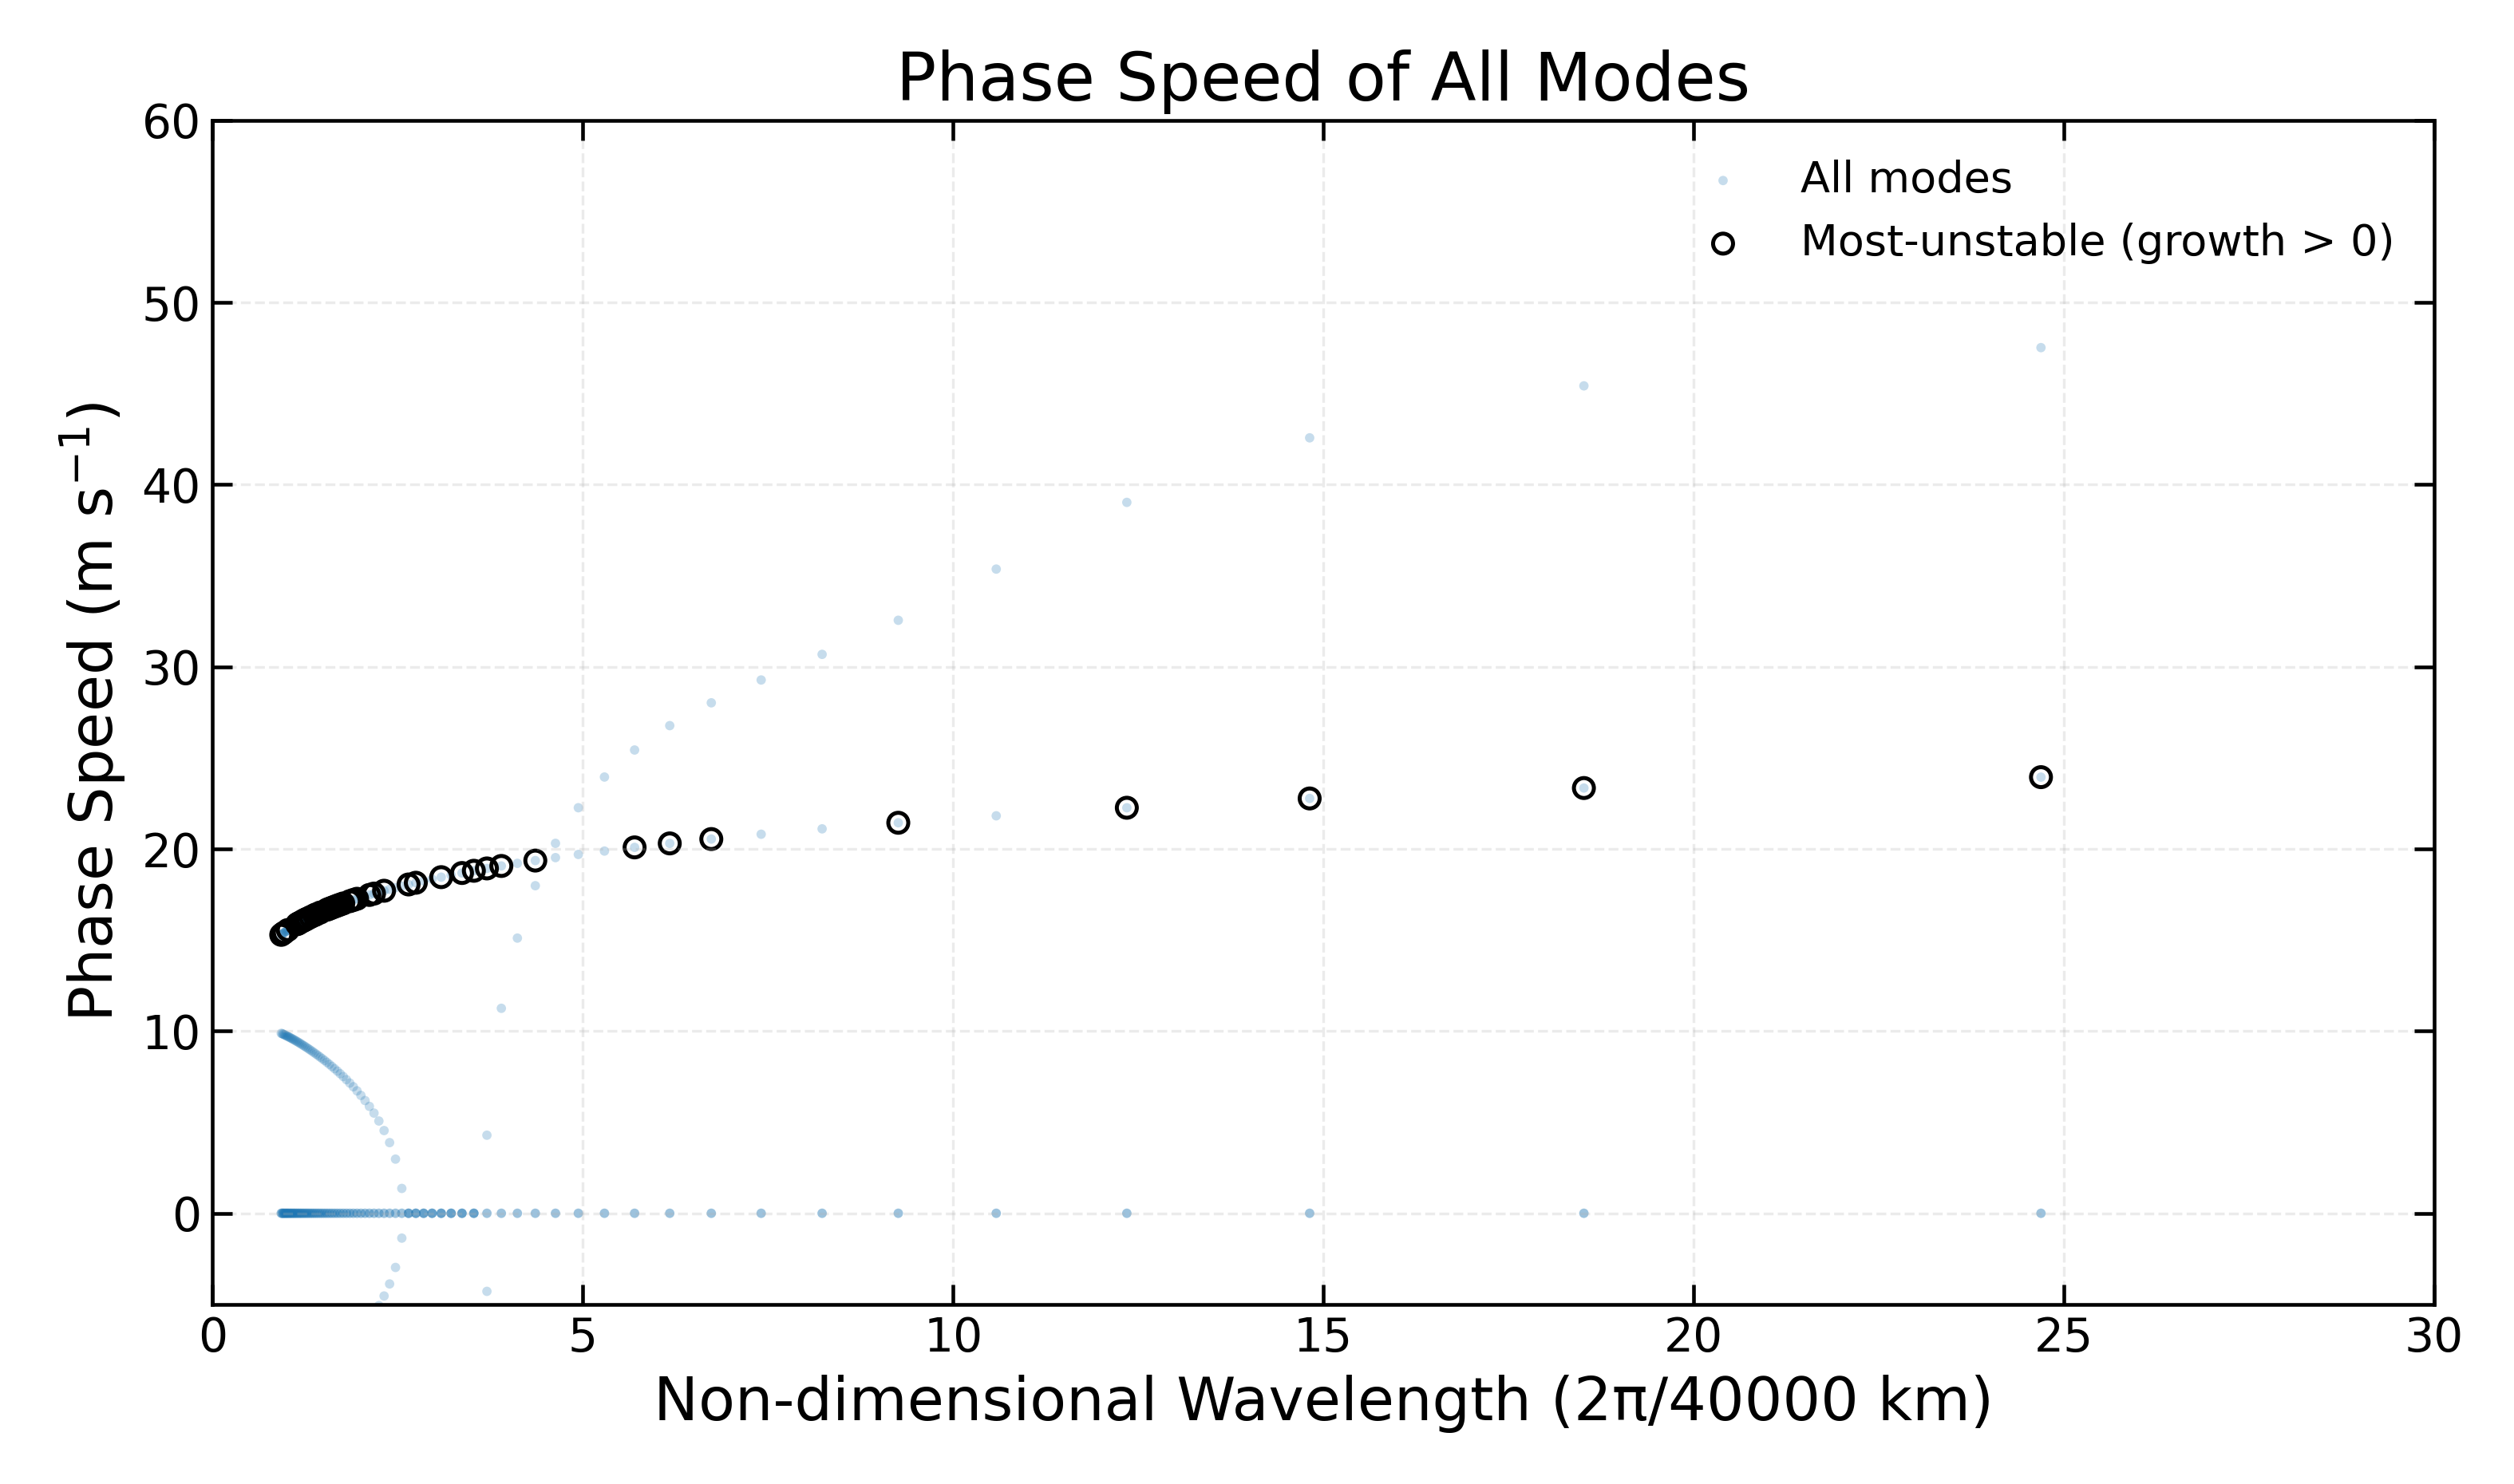 Phase Speed of All Modes
60
50
40
30
20
10
0
Phase Speed (m s⁻¹)
All modes
Most-unstable (growth > 0)
0 5 10 15 20 25 30
Non-dimensional Wavelength (2π/40000 km)